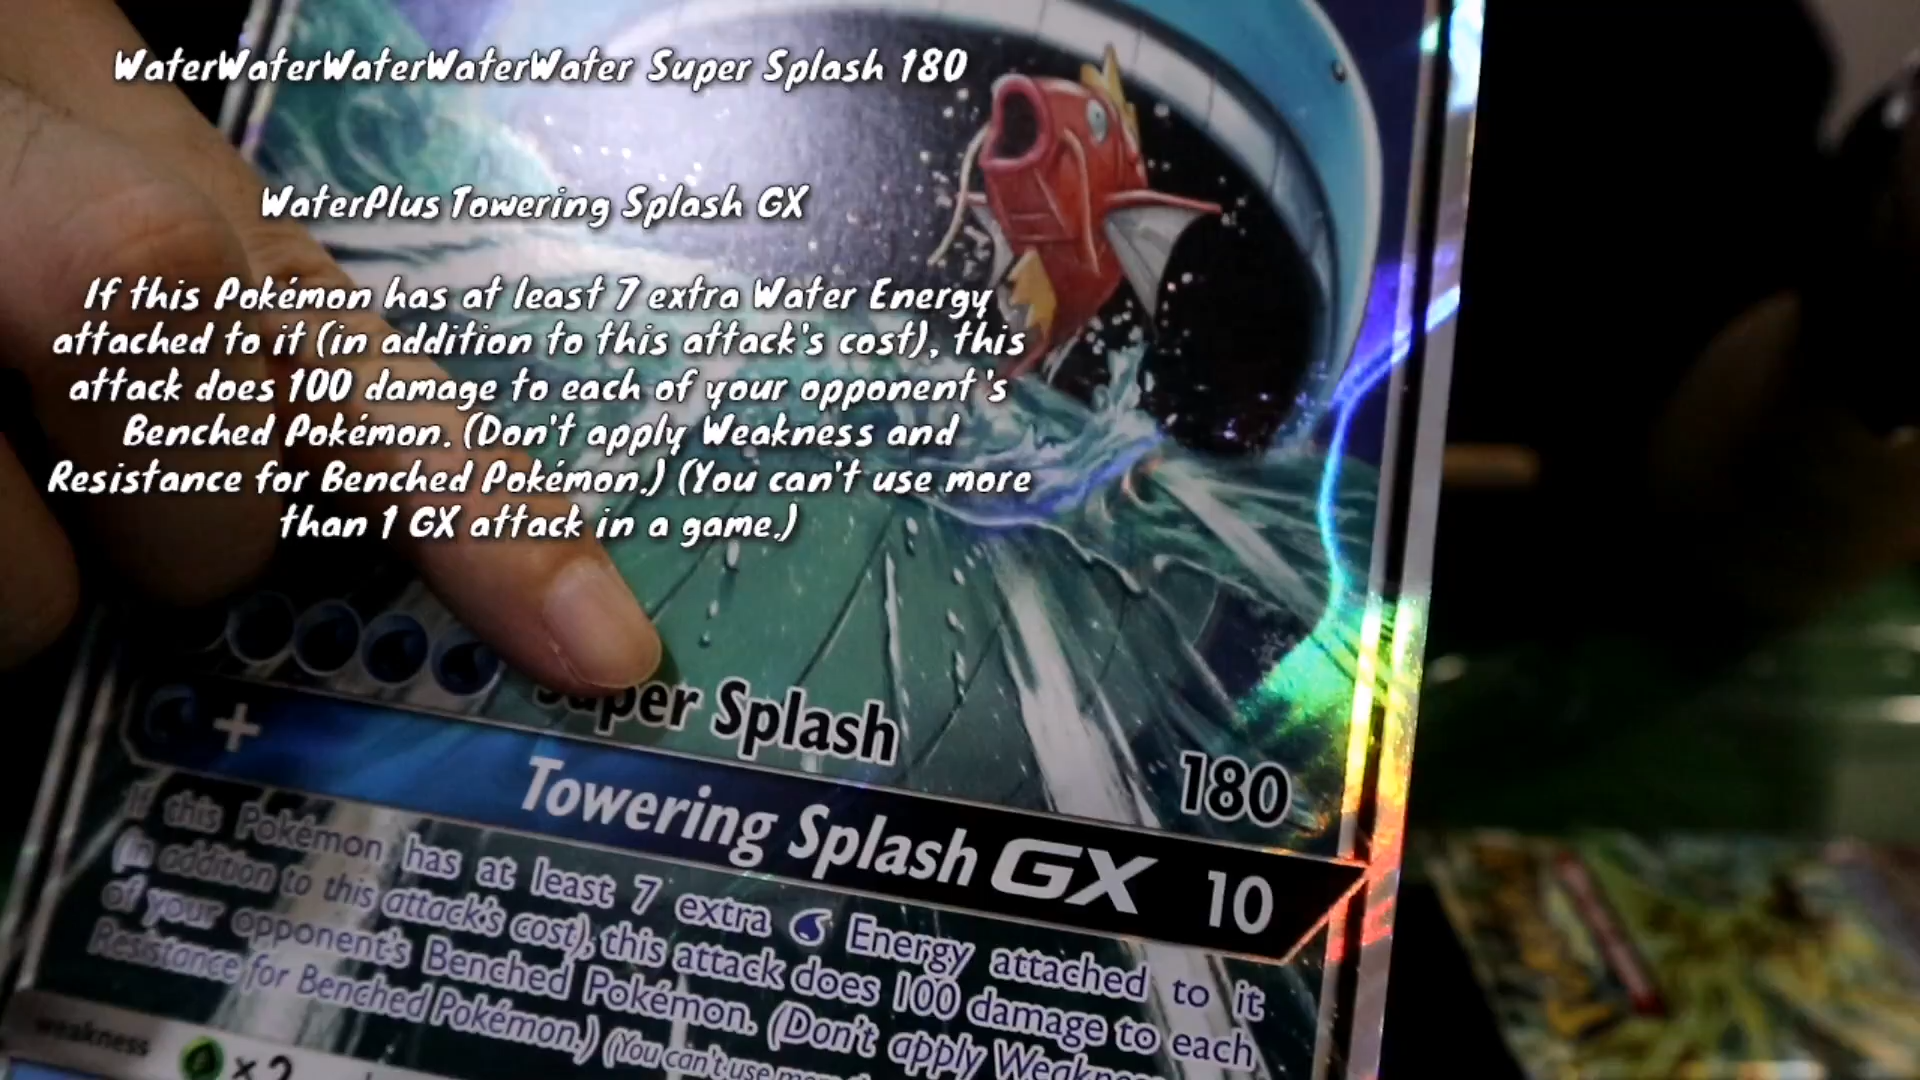 WaterWaterWaterWaterWater Super Splash 180
WaterPlus Towering Splash GX
If this Pokémon has at least 7 extra Water Energy
attached to it (in addition to this attack's cost), this
attack does 100 damage to each of your opponent's
Benched Pokémon. (Don't apply Weakness and
Resistance for Benched Pokémon.) (You can't use more
than 1 GX attack in a game.)
Super Splash 180
+ Towering Splash GX 10
If this Pokémon has at least 7 extra Energy attached to it
(in addition to this attack's cost), this attack does 100 damage to each
of your opponent's Benched Pokémon. (Don't apply
Resistance for Benched Pokémon.) (You can't use
weakness ×2